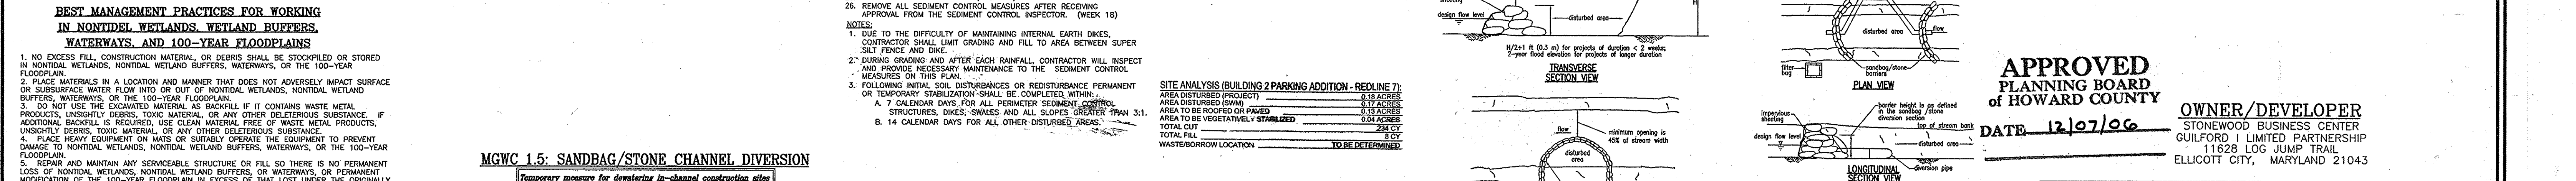 BEST MANAGEMENT PRACTICES FOR WORKING
IN NONTIDEL WETLANDS, WETLAND BUFFERS,
WATERWAYS, AND 100-YEAR FLOODPLAINS
1. NO EXCESS FILL, CONSTRUCTION MATERIAL, OR DEBRIS SHALL BE STOCKPILED OR STORED
IN NONTIDAL WETLANDS, NONTIDAL WETLAND BUFFERS, WATERWAYS, OR THE 100-YEAR
FLOODPLAIN.
2. PLACE MATERIALS IN A LOCATION AND MANNER THAT DOES NOT ADVERSELY IMPACT SURFACE
OR SUBSURFACE WATER FLOW INTO OR OUT OF NONTIDAL WETLANDS, NONTIDAL WETLAND
BUFFERS, WATERWAYS, OR THE 100-YEAR FLOODPLAIN.
3. DO NOT USE THE EXCAVATED MATERIAL AS BACKFILL IF IT CONTAINS WASTE METAL
PRODUCTS, UNSIGHTLY DEBRIS, TOXIC MATERIAL, OR ANY OTHER DELETERIOUS SUBSTANCE. IF
ADDITIONAL BACKFILL IS REQUIRED, USE CLEAN MATERIAL FREE OF WASTE METAL PRODUCTS,
UNSIGHTLY DEBRIS, TOXIC MATERIAL, OR ANY OTHER DELETERIOUS SUBSTANCE.
4. PLACE HEAVY EQUIPMENT ON MATS OR SUITABLY OPERATE THE EQUIPMENT TO PREVENT
DAMAGE TO NONTIDAL WETLANDS, NONTIDAL WETLAND BUFFERS, WATERWAYS, OR THE 100-YEAR
FLOODPLAIN.
5. REPAIR AND MAINTAIN ANY SERVICEABLE STRUCTURE OR FILL SO THERE IS NO PERMANENT
LOSS OF NONTIDAL WETLANDS, NONTIDAL WETLAND BUFFERS, OR WATERWAYS, OR PERMANENT
MODIFICATION OF THE 100-YEAR FLOODPLAIN IN EXCESS OF THAT LOST UNDER THE ORIGINALLY
MGWC 1.5: SANDBAG/STONE CHANNEL DIVERSION
Temporary measure for dewatering in-channel construction sites
26. REMOVE ALL SEDIMENT CONTROL MEASURES AFTER RECEIVING
APPROVAL FROM THE SEDIMENT CONTROL INSPECTOR. (WEEK 18)
NOTES:
1. DUE TO THE DIFFICULTY OF MAINTAINING INTERNAL EARTH DIKES,
CONTRACTOR SHALL LIMIT GRADING AND FILL TO AREA BETWEEN SUPER
SILT FENCE AND DIKE.
2. DURING GRADING AND AFTER EACH RAINFALL, CONTRACTOR WILL INSPECT
AND PROVIDE NECESSARY MAINTENANCE TO THE SEDIMENT CONTROL
MEASURES ON THIS PLAN.
3. FOLLOWING INITIAL SOIL DISTURBANCES OR REDISTURBANCE PERMANENT
OR TEMPORARY STABILIZATION SHALL BE COMPLETED WITHIN:
A. 7 CALENDAR DAYS FOR ALL PERIMETER SEDIMENT CONTROL
STRUCTURES, DIKES, SWALES AND ALL SLOPES GREATER THAN 3:1.
B. 14 CALENDAR DAYS FOR ALL OTHER DISTURBED AREAS.
SITE ANALYSIS (BUILDING 2 PARKING ADDITION - REDLINE 7):
AREA DISTURBED (PROJECT) 0.18 ACRES
AREA DISTURBED (SWM) 0.17 ACRES
AREA TO BE ROOFED OR PAVED 0.13 ACRES
AREA TO BE VEGETATIVELY STABILIZED 0.04 ACRES
TOTAL CUT 234 CY
TOTAL FILL 8 CY
WASTE/BORROW LOCATION TO BE DETERMINED
sheeting
design flow level
disturbed area
H
H/2+1 ft (0.3 m) for projects of duration < 2 weeks;
2-year flood elevation for projects of longer duration
TRANSVERSE
SECTION VIEW
flow
minimum opening is
45% of stream width
disturbed
area
disturbed area
flow
filter
bag
sandbag/stone
barriers
PLAN VIEW
impervious
sheeting
barrier height is as defined
in the sandbag /stone
diversion section
top of stream bank
design flow level
disturbed area
diversion pipe
LONGITUDINAL
SECTION VIEW
APPROVED
PLANNING BOARD
of HOWARD COUNTY
DATE 12/07/06
OWNER/DEVELOPER
STONEWOOD BUSINESS CENTER
GUILFORD I LIMITED PARTNERSHIP
11628 LOG JUMP TRAIL
ELLICOTT CITY, MARYLAND 21043